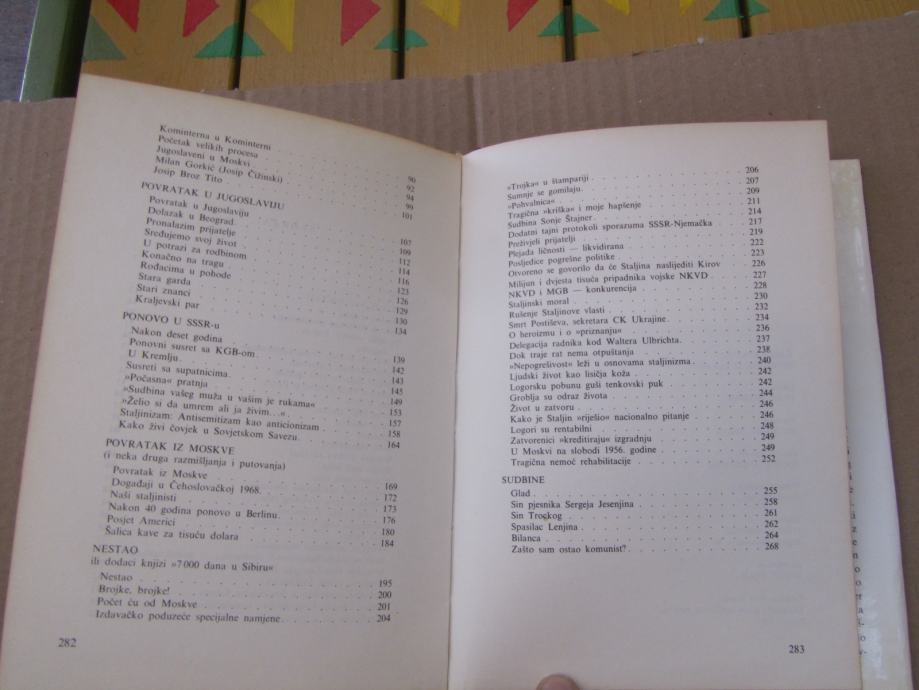 Kominterna u Kominterni . . . 90
Početak velikih procesa . . . 92
Jugoslaveni u Moskvi . . . 94
Milan Gorkić (Josip Čižinski) . . . 99
Josip Broz Tito . . . 101
POVRATAK U JUGOSLAVIJU
Povratak u Jugoslaviju . . . 107
Dolazak u Beograd . . . 109
Pronalazim prijatelje . . . 112
Sređujemo svoj život . . . 114
U potrazi za rodbinom . . . 116
Konačno na tragu . . . 123
Rođacima u pohode . . . 126
Stara garda . . . 129
Stari znanci . . . 130
Kraljevski par . . . 134
PONOVO U SSSR-u
Nakon deset godina . . . 139
Ponovni susret sa KGB-om . . . 142
U Kremlju . . . 143
Susreti sa supatnicima . . . 145
»Počasna« pratnja . . . 149
»Sudbina vašeg muža u vašim je rukama« . . . 153
»Želio si da umrem ali ja živim...« . . . 157
Staljinizam: Antisemitizam kao anticionizam . . . 158
Kako živi čovjek u Sovjetskom Savezu . . . 164
POVRATAK IZ MOSKVE
(i neka druga razmišljanja i putovanja)
Povratak iz Moskve . . . 169
Događaji u Čehoslovačkoj 1968. . . . 172
Naši staljinisti . . . 173
Nakon 40 godina ponovo u Berlinu . . . 176
Posjet Americi . . . 180
Šalica kave za tisuću dolara . . . 184
NESTAO
ili dodaci knjizi »7000 dana u Sibiru«
Nestao . . . 195
Brojke, brojke! . . . 200
Počet ću od Moskve . . . 201
Izdavačko poduzeće specijalne namjene . . . 204
282
»Trojka« u štampariji . . . 206
Sumnje se gomilaju . . . 207
»Pohvalnica« . . . 209
Tragična »kriška« i moje hapšenje . . . 211
Sudbina Sonje Štajner . . . 214
Dodatni tajni protokoli sporazuma SSSR-Njemačka . . . 217
Preživjeli prijatelji . . . 219
Plejada ličnosti — likvidirana . . . 222
Posljedice pogrešne politike . . . 223
Otvoreno se govorilo da će Staljina naslijediti Kirov . . . 226
Milijun i dvjesta tisuća pripadnika vojske NKVD . . . 227
NKVD i MGB — konkurencija . . . 228
Staljinski moral . . . 230
Rušenje Staljinove vlasti . . . 232
Smrt Postiševa, sekretara CK Ukrajine . . . 234
O heroizmu i o »priznanju« . . . 236
Delegacija radnika kod Waltera Ulbrichta . . . 237
Dok traje rat nema otpuštanja . . . 238
»Nepogrešivost« leži u osnovama staljinizma . . . 240
Ljudski život kao lisičja koža . . . 242
Logorsku pobunu guši tenkovski puk . . . 242
Groblja su odraz života . . . 244
Život u zatvoru . . . 246
Kako je Staljin »riješio« nacionalno pitanje . . . 246
Logori su rentabilni . . . 248
Zatvorenici »kreditiraju« izgradnju . . . 249
U Moskvi na slobodi 1956. godine . . . 249
Tragična nemoć rehabilitacije . . . 252
SUDBINE
Glad . . . 255
Sin pjesnika Sergeja Jesenjina . . . 258
Sin Trockog . . . 261
Spasilac Lenjina . . . 262
Bilanca . . . 264
Zašto sam ostao komunist? . . . 268
283